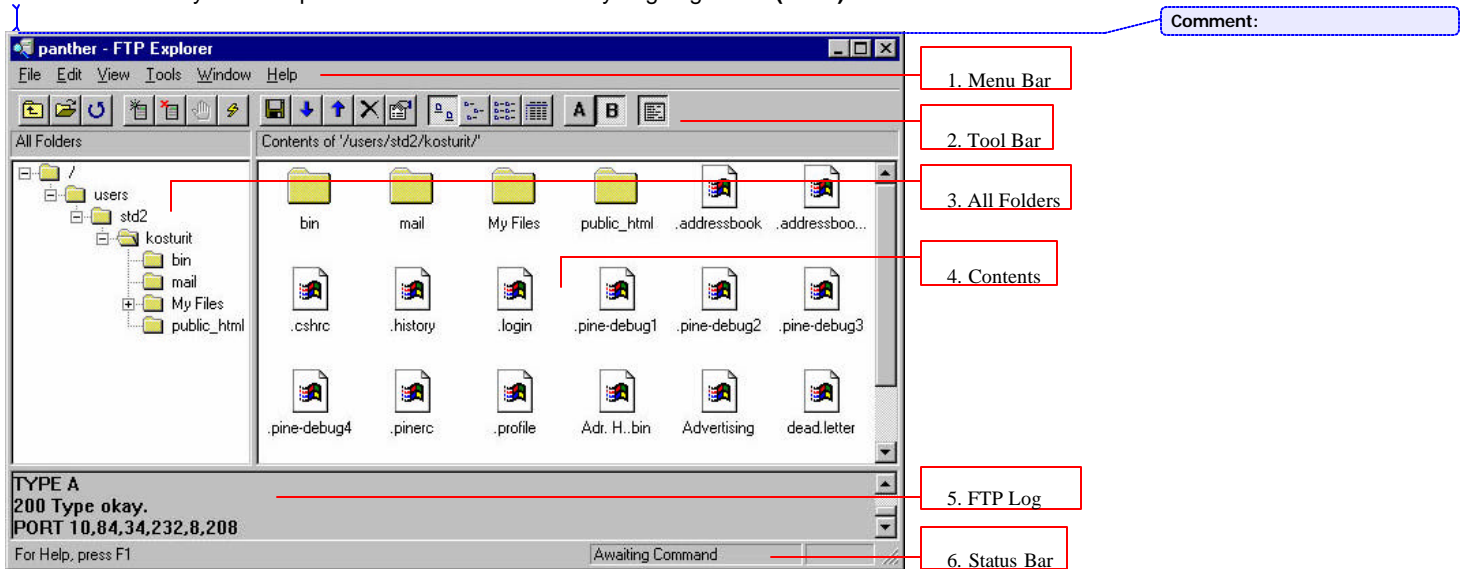 Comment:
panther - FTP Explorer
File Edit View Tools Window Help
1. Menu Bar
A B
2. Tool Bar
All Folders
Contents of '/users/std2/kosturit/'
/
users
std2
kosturit
bin
mail
My Files
public_html
bin mail My Files public_html .addressbook .addressboo...
3. All Folders
.cshrc .history .login .pine-debug1 .pine-debug2 .pine-debug3
4. Contents
.pine-debug4 .pinerc .profile Adr. H..bin Advertising dead.letter
TYPE A
200 Type okay.
PORT 10,84,34,232,8,208
5. FTP Log
For Help, press F1
Awaiting Command
6. Status Bar